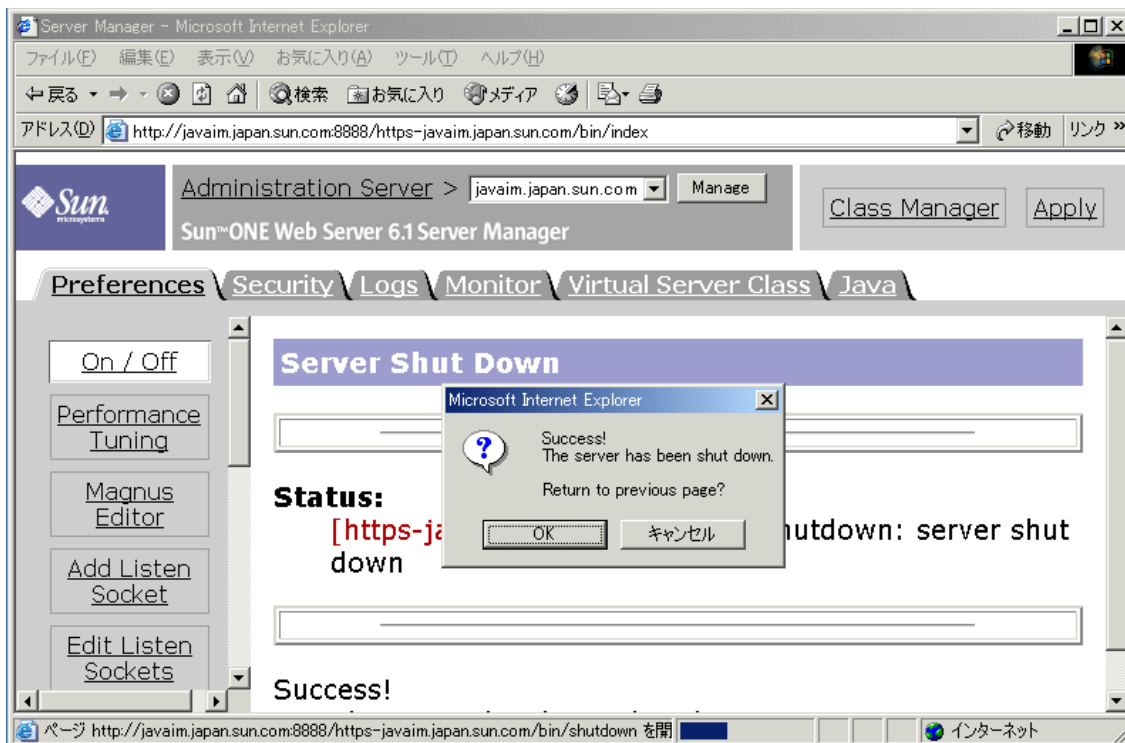 Server Manager - Microsoft Internet Explorer
ファイル(F) 編集(E) 表示(V) お気に入り(A) ツール(T) ヘルプ(H)
戻る 検索 お気に入り メディア
アドレス(D) http://javaim.japan.sun.com:8888/https-javaim.japan.sun.com/bin/index 移動 リンク »
Sun
microsystems
Administration Server > javaim.japan.sun.com Manage
Sun™ONE Web Server 6.1 Server Manager
Class Manager Apply
Preferences Security Logs Monitor Virtual Server Class Java
On / Off
Performance
Tuning
Magnus
Editor
Add Listen
Socket
Edit Listen
Sockets
Server Shut Down
Microsoft Internet Explorer
Success!
The server has been shut down.
Return to previous page?
OK キャンセル
Status:
[https-ja hutdown: server shut
down
Success!
ページ http://javaim.japan.sun.com:8888/https-javaim.japan.sun.com/bin/shutdown を開 インターネット